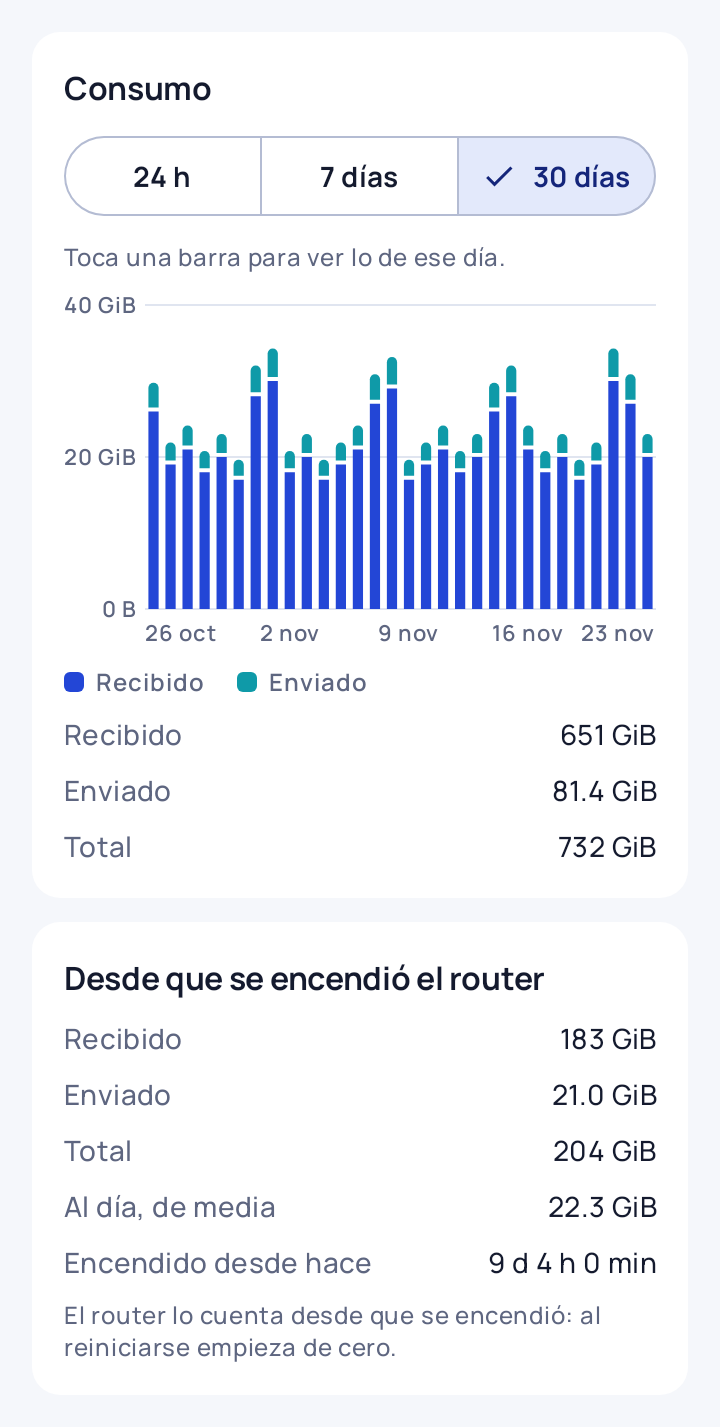 Consumo
24 h
7 días
30 días
Toca una barra para ver lo de ese día.
40 GiB
20 GiB
0 B
26 oct 2 nov 9 nov 16 nov 23 nov
Recibido Enviado
Recibido 651 GiB
Enviado 81.4 GiB
Total 732 GiB
Desde que se encendió el router
Recibido 183 GiB
Enviado 21.0 GiB
Total 204 GiB
Al día, de media 22.3 GiB
Encendido desde hace 9 d 4 h 0 min
El router lo cuenta desde que se encendió: al
reiniciarse empieza de cero.